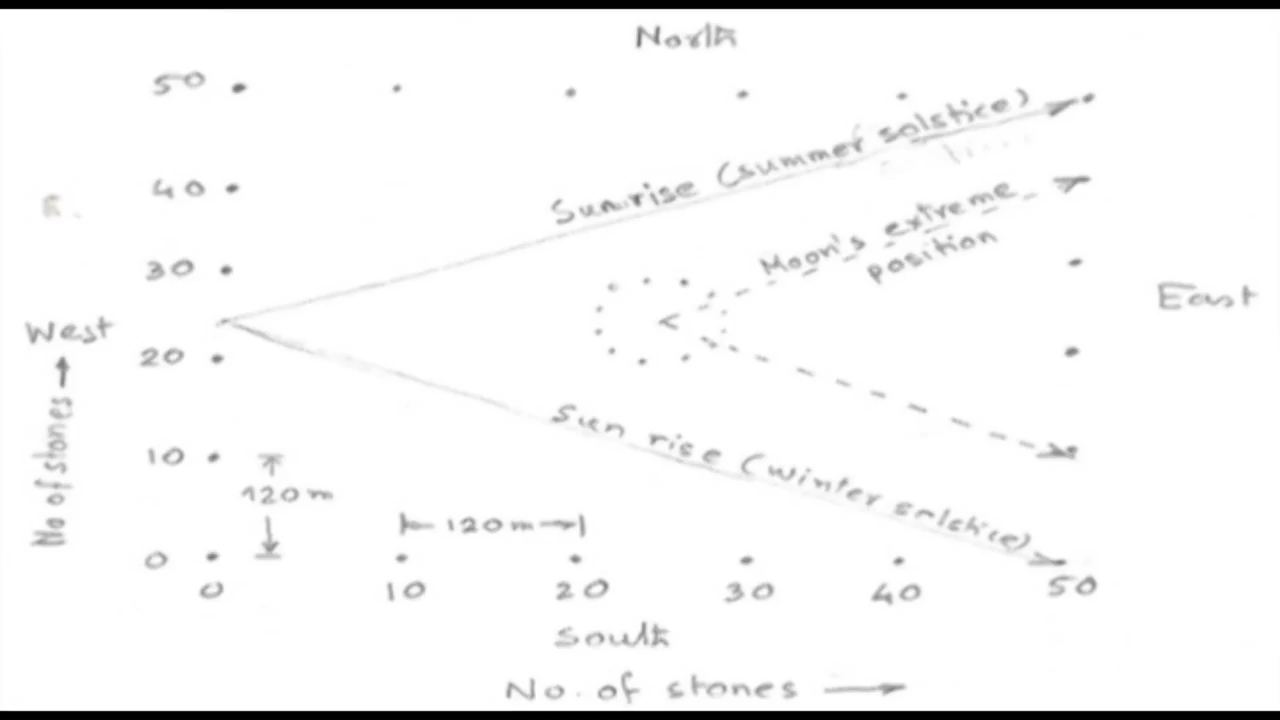 North
50
Sunrise (summer solstice)
40
Moon's extreme
position
30
East
West
20
No of stones
Sun rise (winter solstice)
10
120m
120m
0
0 10 20 30 40 50
South
No. of stones